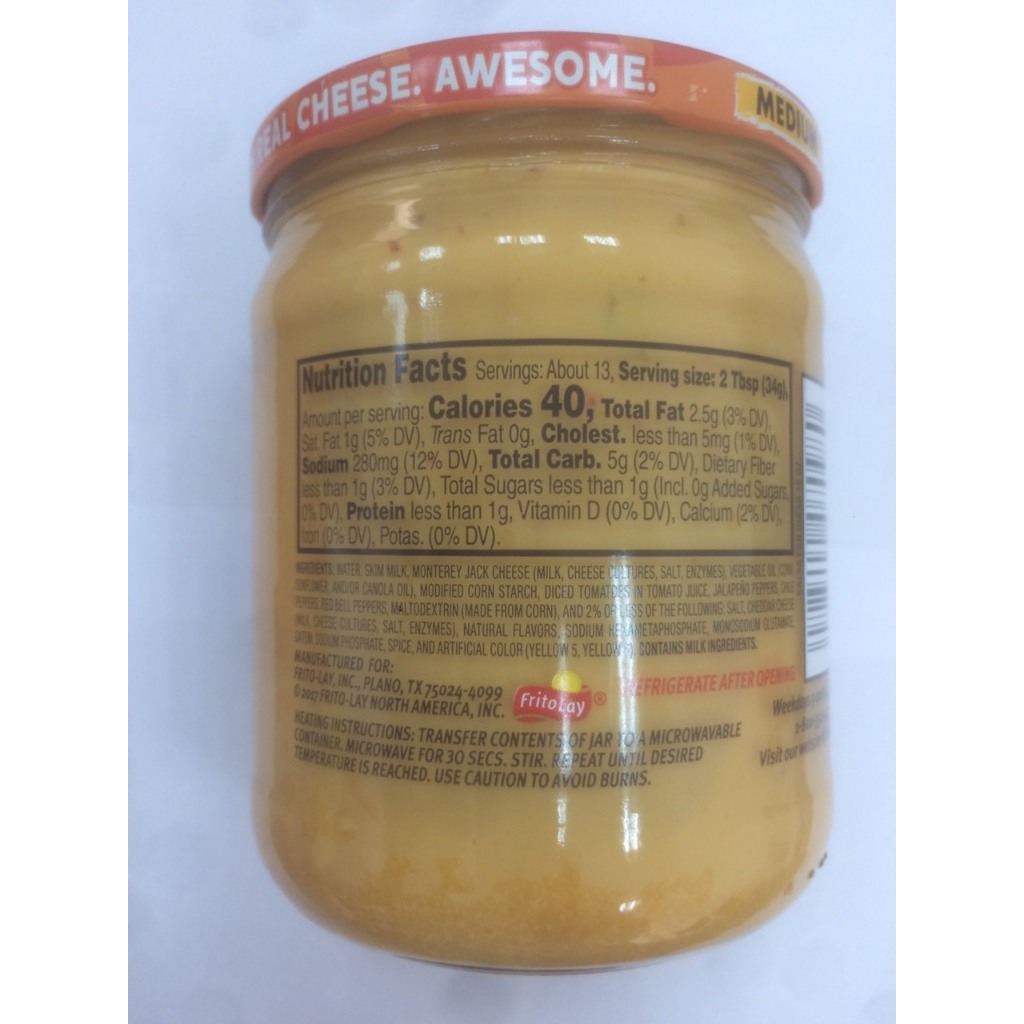 REAL CHEESE. AWESOME.
MEDIUM
Nutrition Facts Servings: About 13, Serving size: 2 Tbsp (34g),
Amount per serving: Calories 40, Total Fat 2.5g (3% DV),
Sat. Fat 1g (5% DV), Trans Fat 0g, Cholest. less than 5mg (1% DV),
Sodium 280mg (12% DV), Total Carb. 5g (2% DV), Dietary Fiber
less than 1g (3% DV), Total Sugars less than 1g (Incl. 0g Added Sugars,
0% DV), Protein less than 1g, Vitamin D (0% DV), Calcium (2% DV),
Iron (0% DV), Potas. (0% DV).
INGREDIENTS: WATER, SKIM MILK, MONTEREY JACK CHEESE (MILK, CHEESE CULTURES, SALT, ENZYMES), VEGETABLE OIL (CORN,
SUNFLOWER, AND/OR CANOLA OIL), MODIFIED CORN STARCH, DICED TOMATOES IN TOMATO JUICE, JALAPEÑO PEPPERS,
PEPPERS, RED BELL PEPPERS, MALTODEXTRIN (MADE FROM CORN), AND 2% OR LESS OF THE FOLLOWING: SALT, CHEDDAR CHEESE
(MILK, CHEESE CULTURES, SALT, ENZYMES), NATURAL FLAVORS, SODIUM HEXAMETAPHOSPHATE, MONOSODIUM GLUTAMATE,
DATEM, SODIUM PHOSPHATE, SPICE, AND ARTIFICIAL COLOR (YELLOW 5, YELLOW 6). CONTAINS MILK INGREDIENTS.
MANUFACTURED FOR:
FRITO-LAY, INC., PLANO, TX 75024-4099
© 2017 FRITO-LAY NORTH AMERICA, INC.
Frito Lay ®
REFRIGERATE AFTER OPENING
HEATING INSTRUCTIONS: TRANSFER CONTENTS OF JAR TO A MICROWAVABLE
CONTAINER. MICROWAVE FOR 30 SECS. STIR. REPEAT UNTIL DESIRED
TEMPERATURE IS REACHED. USE CAUTION TO AVOID BURNS.
Weekdays
Visit our